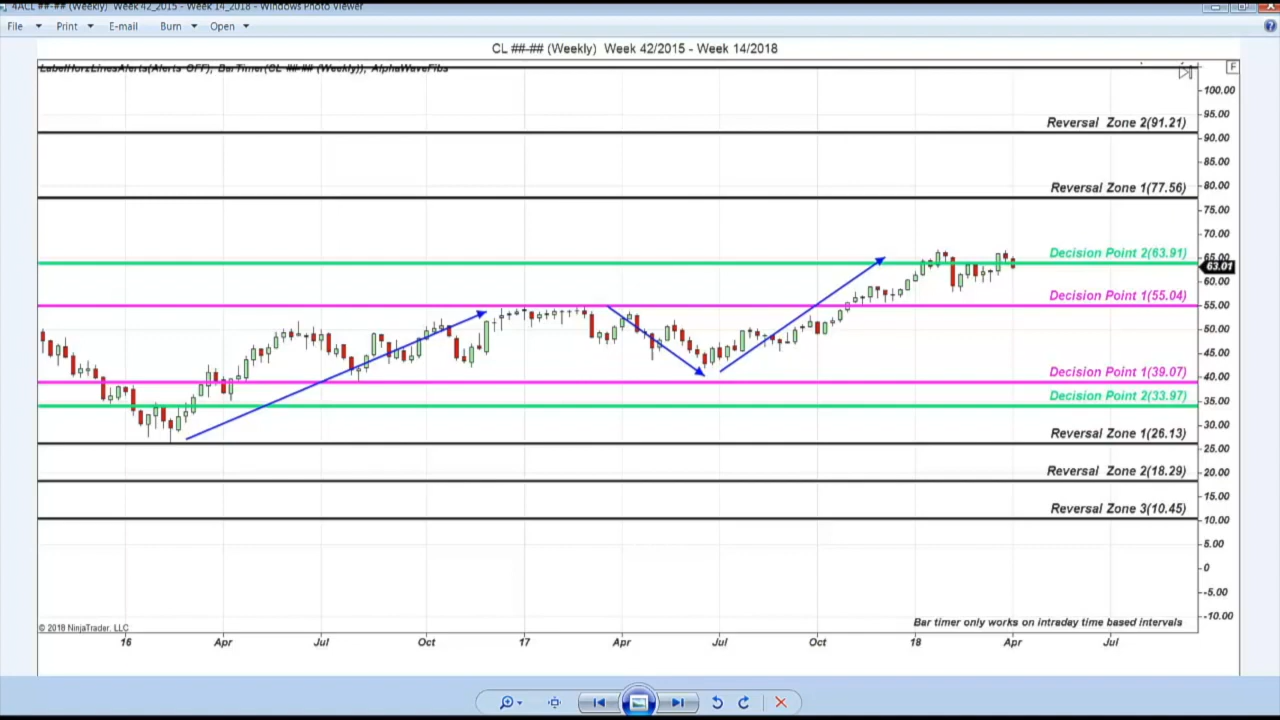 4ACL ##-## (Weekly) Week 42_2015 - Week 14_2018 - Windows Photo Viewer
File Print E-mail Burn Open
CL ##-## (Weekly) Week 42/2015 - Week 14/2018
LabelHorzLinesAlerts(Alerts OFF), BarTimer(CL ##-## (Weekly)), AlphaWaveFibs
F
100.00
Reversal Zone 2(91.21)
95.00
90.00
85.00
Reversal Zone 1(77.56)
80.00
75.00
70.00
Decision Point 2(63.91)
65.00
63.01
60.00
Decision Point 1(55.04)
55.00
50.00
45.00
Decision Point 1(39.07)
40.00
Decision Point 2(33.97)
35.00
Reversal Zone 1(26.13)
30.00
25.00
Reversal Zone 2(18.29)
20.00
15.00
Reversal Zone 3(10.45)
10.00
5.00
0
-5.00
-10.00
© 2018 NinjaTrader, LLC
Bar timer only works on intraday time based intervals
16 Apr Jul Oct 17 Apr Jul Oct 18 Apr Jul